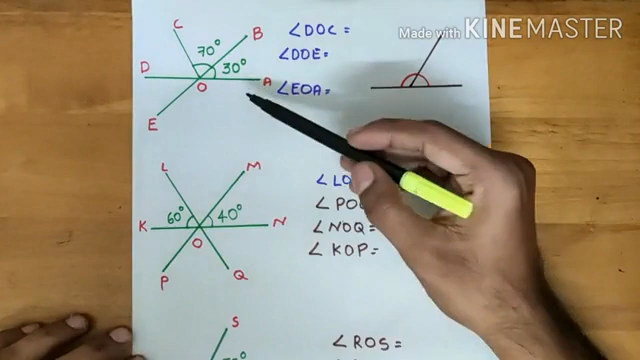 Made with KINEMASTER
C
B
70°
30°
D
A
O
E
∠DOC =
∠DOE =
∠EOA =
L
M
60°
40°
K
N
O
P
Q
∠LO
∠PO
∠NOQ =
∠KOP =
S
∠ROS =